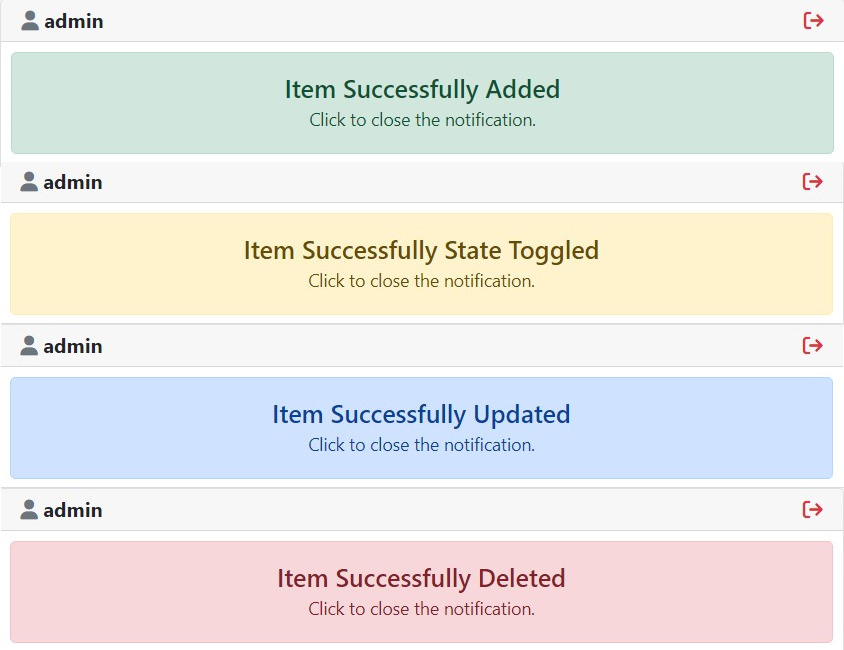 admin
Item Successfully Added
Click to close the notification.
admin
Item Successfully State Toggled
Click to close the notification.
admin
Item Successfully Updated
Click to close the notification.
admin
Item Successfully Deleted
Click to close the notification.